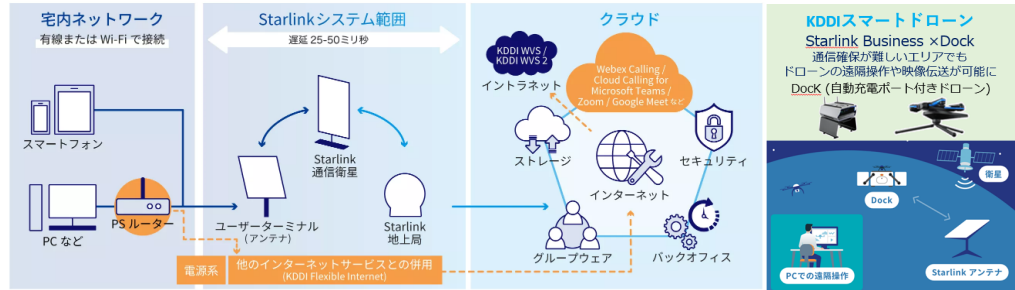 宅内ネットワーク
有線または Wi-Fi で接続
スマートフォン
PC など
PS ルーター
Starlinkシステム範囲
遅延 25-50ミリ秒
Starlink
通信衛星
ユーザーターミナル
(アンテナ)
Starlink
地上局
電源系
他のインターネットサービスとの併用
(KDDI Flexible Internet)
クラウド
KDDI WVS /
KDDI WVS 2
イントラネット
Webex Calling /
Cloud Calling for
Microsoft Teams /
Zoom / Google Meet など
ストレージ
セキュリティ
インターネット
グループウェア
バックオフィス
KDDIスマートドローン
Starlink Business ×Dock
通信確保が難しいエリアでも
ドローンの遠隔操作や映像伝送が可能に
DocK (自動充電ポート付きドローン)
衛星
Dock
PCでの遠隔操作
Starlink アンテナ